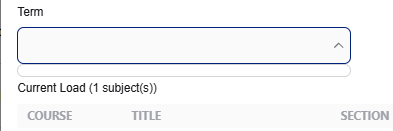 Term
Current Load (1 subject(s))
COURSE TITLE SECTION